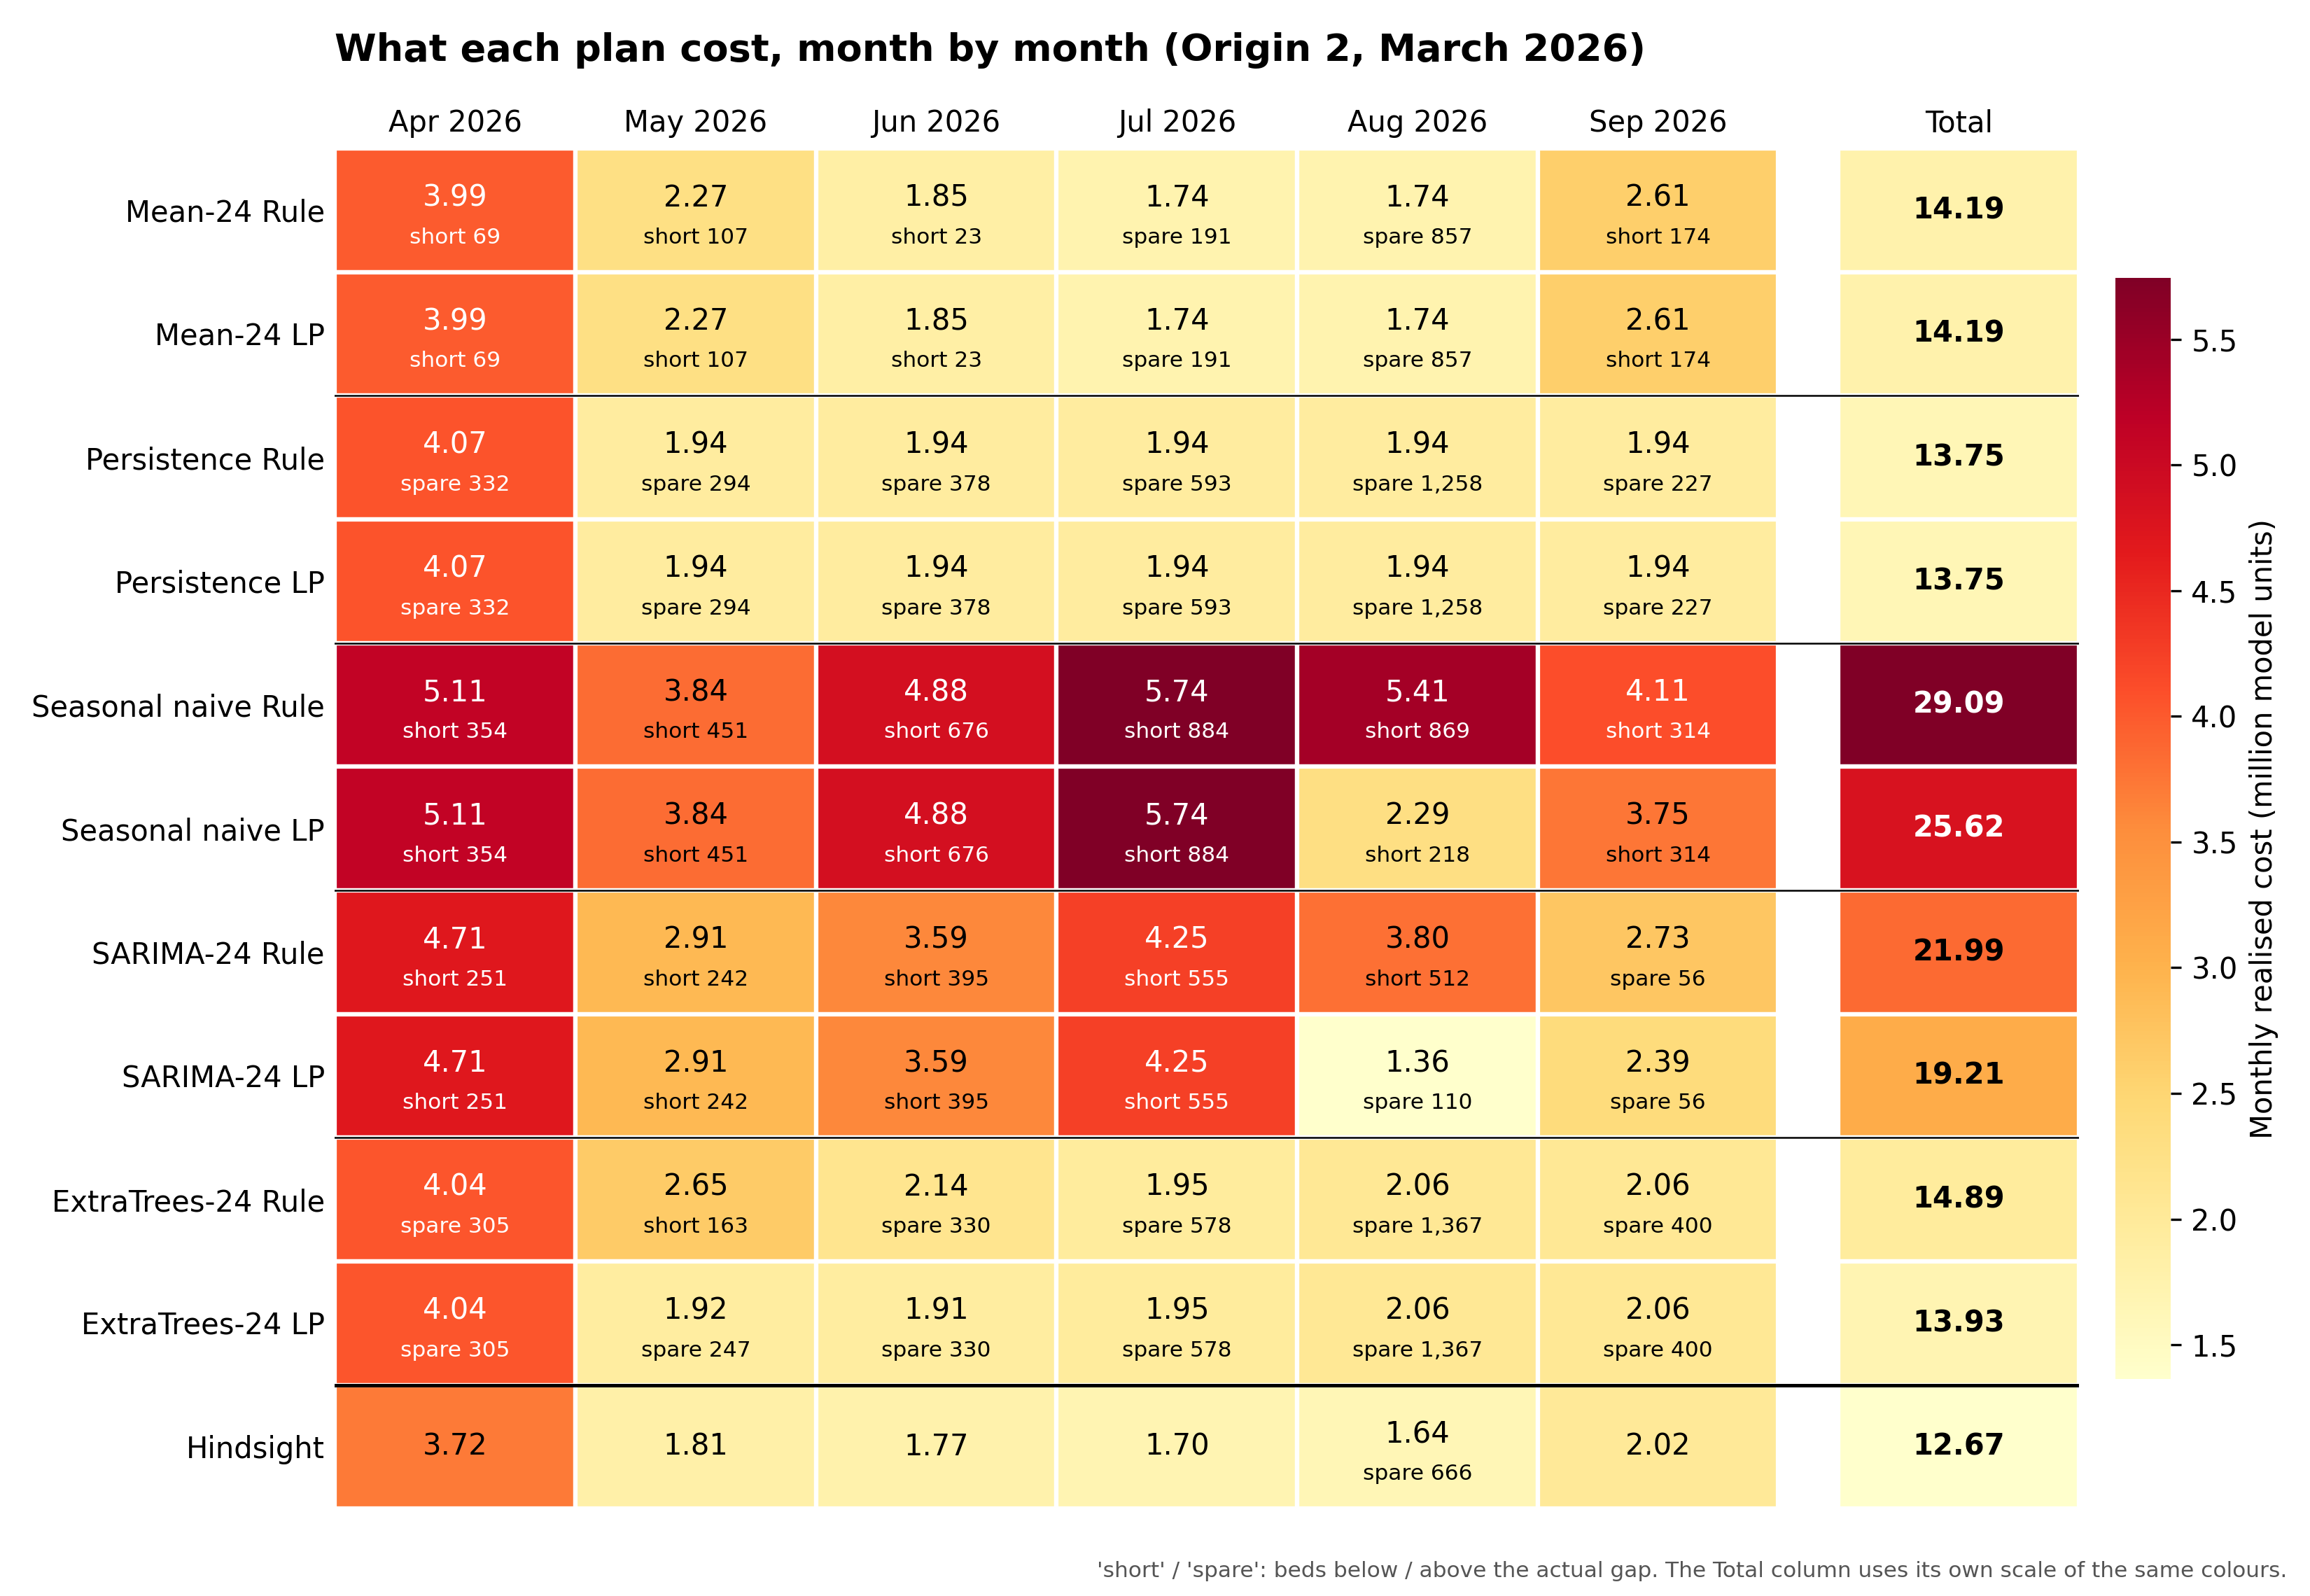 What each plan cost, month by month (Origin 2, March 2026)
Apr 2026 May 2026 Jun 2026 Jul 2026 Aug 2026 Sep 2026 Total
Mean-24 Rule 3.99 2.27 1.85 1.74 1.74 2.61 14.19
short 69 short 107 short 23 spare 191 spare 857 short 174
Mean-24 LP 3.99 2.27 1.85 1.74 1.74 2.61 14.19
short 69 short 107 short 23 spare 191 spare 857 short 174
Persistence Rule 4.07 1.94 1.94 1.94 1.94 1.94 13.75
spare 332 spare 294 spare 378 spare 593 spare 1,258 spare 227
Persistence LP 4.07 1.94 1.94 1.94 1.94 1.94 13.75
spare 332 spare 294 spare 378 spare 593 spare 1,258 spare 227
Seasonal naive Rule 5.11 3.84 4.88 5.74 5.41 4.11 29.09
short 354 short 451 short 676 short 884 short 869 short 314
Seasonal naive LP 5.11 3.84 4.88 5.74 2.29 3.75 25.62
short 354 short 451 short 676 short 884 short 218 short 314
SARIMA-24 Rule 4.71 2.91 3.59 4.25 3.80 2.73 21.99
short 251 short 242 short 395 short 555 short 512 spare 56
SARIMA-24 LP 4.71 2.91 3.59 4.25 1.36 2.39 19.21
short 251 short 242 short 395 short 555 spare 110 spare 56
ExtraTrees-24 Rule 4.04 2.65 2.14 1.95 2.06 2.06 14.89
spare 305 short 163 spare 330 spare 578 spare 1,367 spare 400
ExtraTrees-24 LP 4.04 1.92 1.91 1.95 2.06 2.06 13.93
spare 305 spare 247 spare 330 spare 578 spare 1,367 spare 400
Hindsight 3.72 1.81 1.77 1.70 1.64 2.02 12.67
spare 666
5.5
5.0
4.5
4.0
3.5
3.0
2.5
2.0
1.5
Monthly realised cost (million model units)
'short' / 'spare': beds below / above the actual gap. The Total column uses its own scale of the same colours.